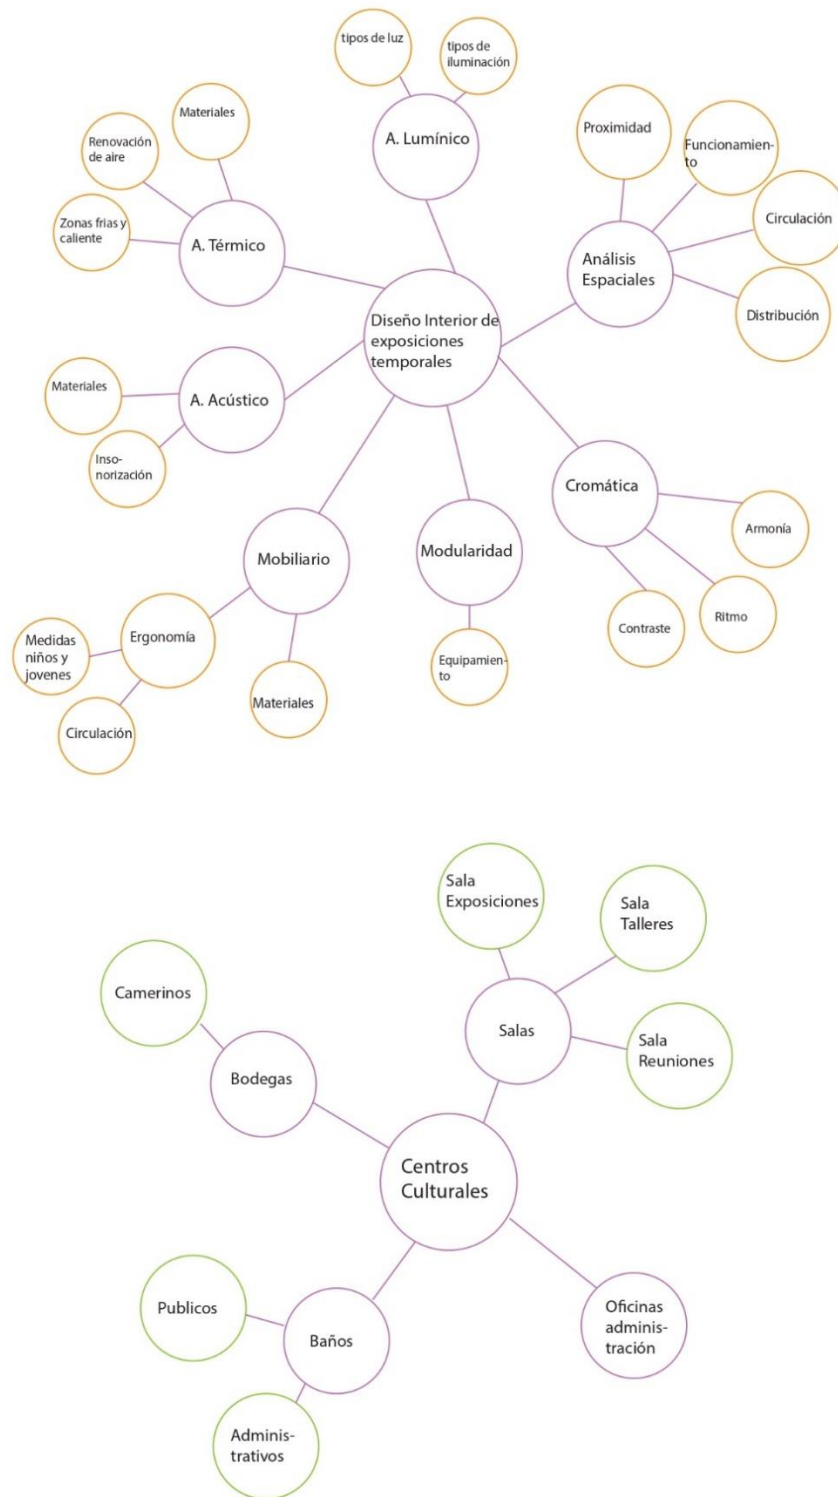 tipos de luz
tipos de
iluminación
A. Lumínico
Materiales
Renovación
de aire
Zonas frias y
caliente
A. Térmico
Proximidad
Funcionamien-
to
Circulación
Distribución
Análisis
Espaciales
Diseño Interior de
exposiciones
temporales
Materiales
Inso-
norización
A. Acústico
Cromática
Armonía
Ritmo
Contraste
Mobiliario
Ergonomía
Medidas
niños y
jovenes
Circulación
Materiales
Modularidad
Equipamien-
to
Sala
Exposiciones
Sala
Talleres
Sala
Reuniones
Salas
Camerinos
Bodegas
Centros
Culturales
Publicos
Baños
Adminis-
trativos
Oficinas
adminis-
tración